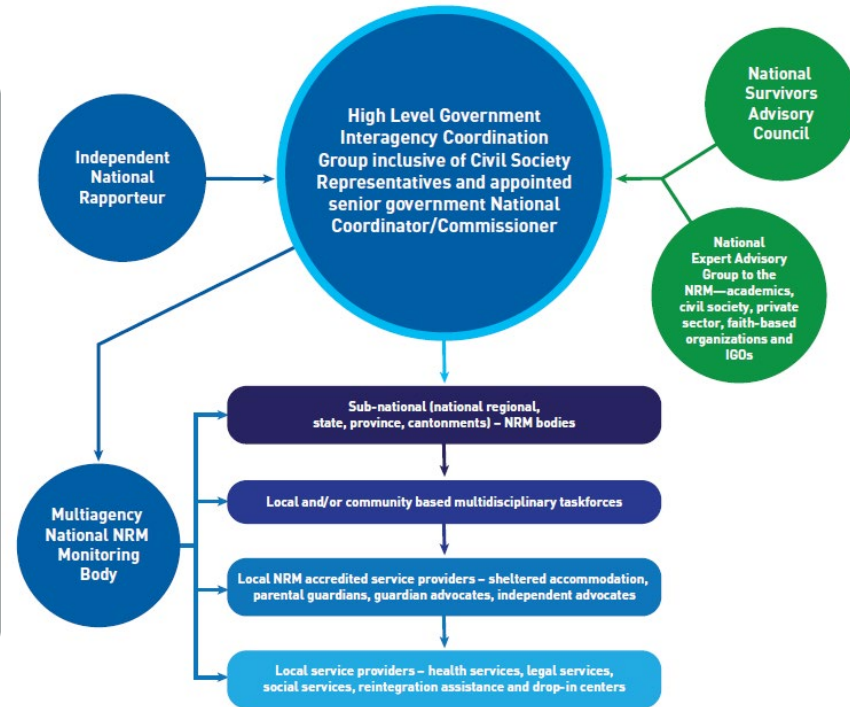 Independent
National
Rapporteur
High Level Government
Interagency Coordination
Group inclusive of Civil Society
Representatives and appointed
senior government National
Coordinator/Commissioner
National
Survivors
Advisory
Council
National
Expert Advisory
Group to the
NRM—academics,
civil society, private
sector, faith-based
organizations and
IGOs
Multiagency
National NRM
Monitoring
Body
Sub-national (national regional,
state, province, cantonments) – NRM bodies
Local and/or community based multidisciplinary taskforces
Local NRM accredited service providers – sheltered accommodation,
parental guardians, guardian advocates, independent advocates
Local service providers – health services, legal services,
social services, reintegration assistance and drop-in centers